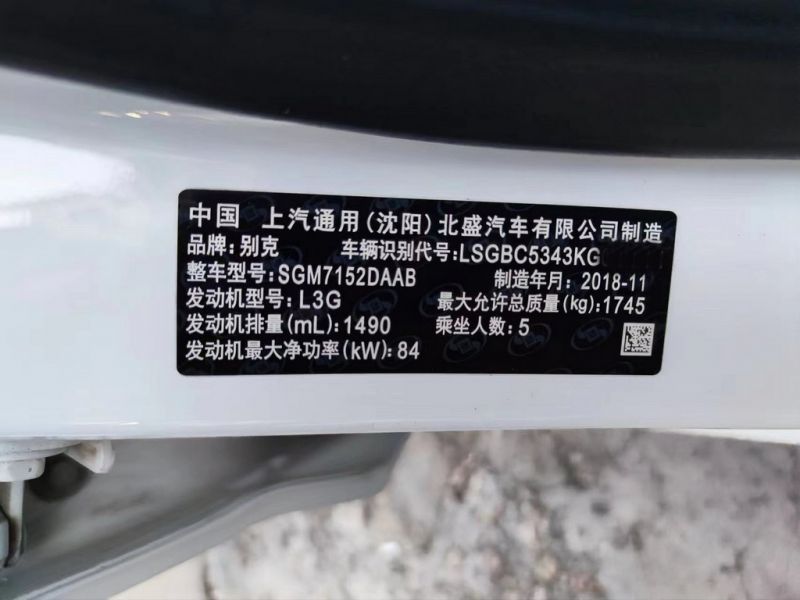 中国 上汽通用(沈阳)北盛汽车有限公司制造
品牌:别克 车辆识别代号:LSGBC5343KG
整车型号:SGM7152DAAB 制造年月:2018-11
发动机型号:L3G 最大允许总质量(kg):1745
发动机排量(mL):1490 乘坐人数:5
发动机最大净功率(kW):84